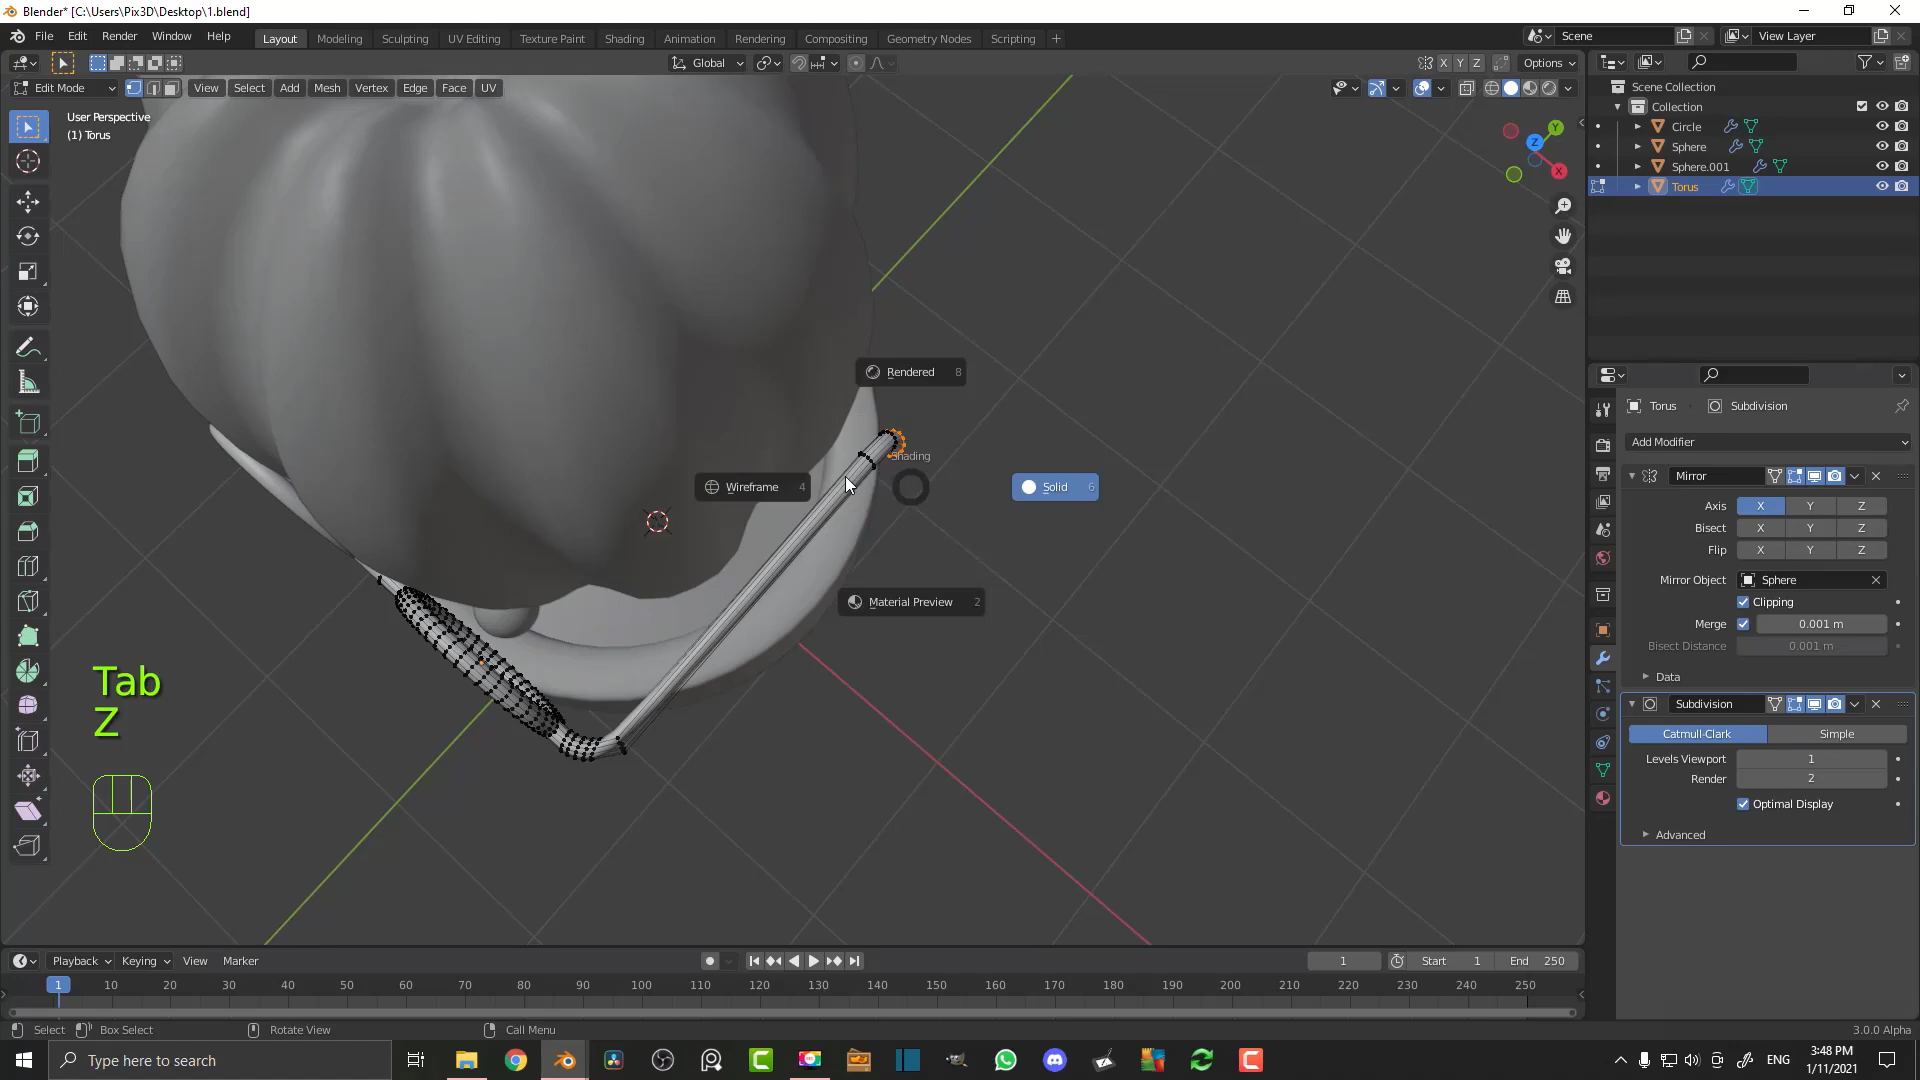 Blender* [C:\Users\Pix3D\Desktop\1.blend]
File Edit Render Window Help Layout Modeling Sculpting UV Editing Texture Paint Shading Animation Rendering Compositing Geometry Nodes Scripting + Scene View Layer
Global X Y Z Options
Edit Mode View Select Add Mesh Vertex Edge Face UV
User Perspective
(1) Torus
Scene Collection
Collection
Circle
Sphere
Sphere.001
Torus
Z Y X
Rendered 8
Shading
Wireframe 4
Solid 6
Material Preview 2
Tab
Z
Torus Subdivision
Add Modifier
Mirror
Axis X Y Z
Bisect X Y Z
Flip X Y Z
Mirror Object Sphere
Clipping
Merge 0.001 m
Bisect Distance 0.001 m
Data
Subdivision
Catmull-Clark Simple
Levels Viewport 1
Render 2
Optimal Display
Advanced
Playback Keying View Marker 1 Start 1 End 250
1 10 20 30 40 50 60 70 80 90 100 110 120 130 140 150 160 170 180 190 200 210 220 230 240 250
Select Box Select Rotate View Call Menu 3.0.0 Alpha
Type here to search
ENG
3:48 PM
1/11/2021